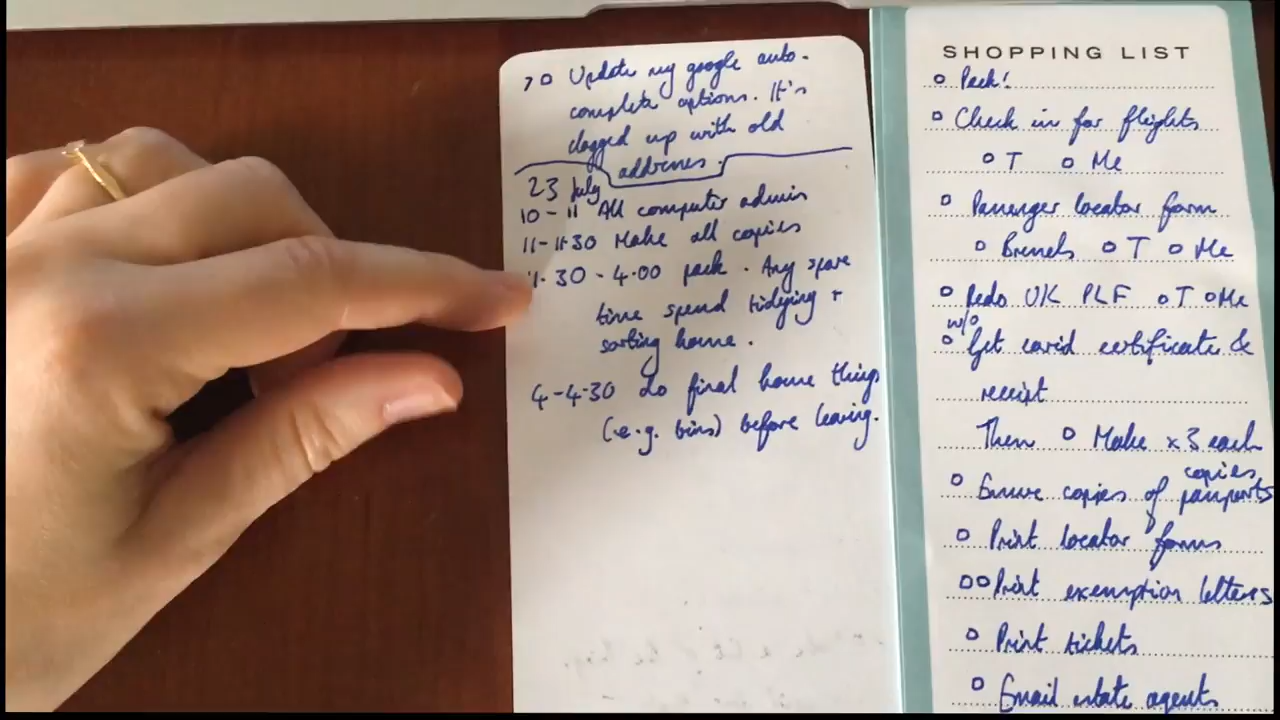 7 o Update my google auto-
complete options. It's
clogged up with old
addresses.
23 July
10-11 All computer admin
11-11.30 Make all copies
11.30-4.00 pack. Any spare
time spend tidying +
sorting home.
4-4.30 Do final home things
(e.g. bins) before leaving.
SHOPPING LIST
o Pack!
o Check in for flights
o T o Me
o Passenger locator form
o Brussels o T o Me
o Redo UK PLF o T o Me
w/o
o Get covid certificate &
receipt
Then o Make x3 each
copies
o Ensure copies of passports
o Print locator forms
oo Print exemption letters
o Print tickets
o Email estate agents